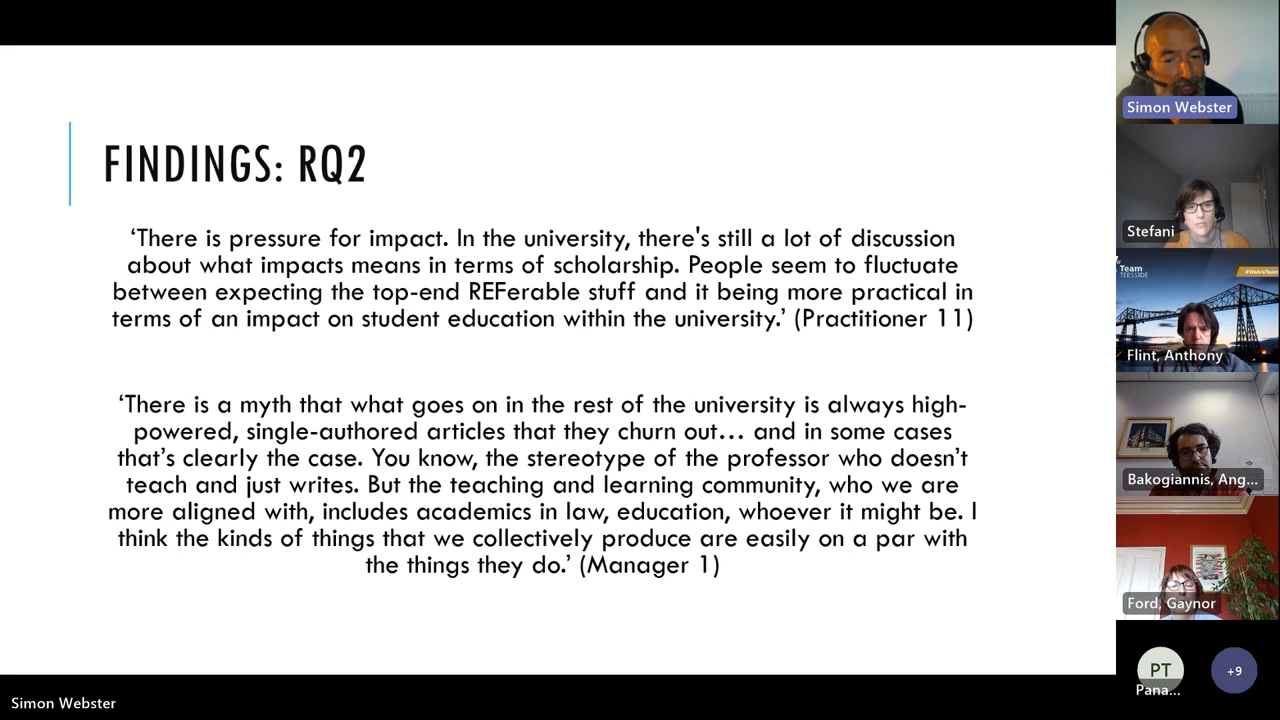 FINDINGS: RQ2
‘There is pressure for impact. In the university, there's still a lot of discussion
about what impacts means in terms of scholarship. People seem to fluctuate
between expecting the top-end REFerable stuff and it being more practical in
terms of an impact on student education within the university.’ (Practitioner 11)
‘There is a myth that what goes on in the rest of the university is always high-
powered, single-authored articles that they churn out… and in some cases
that’s clearly the case. You know, the stereotype of the professor who doesn’t
teach and just writes. But the teaching and learning community, who we are
more aligned with, includes academics in law, education, whoever it might be. I
think the kinds of things that we collectively produce are easily on a par with
the things they do.’ (Manager 1)
Simon Webster
Simon Webster
Stefani
Team
TEESSIDE
#WeAreTeam
Flint, Anthony
Bakogiannis, Ang...
Ford, Gaynor
PT
Pana...
+9